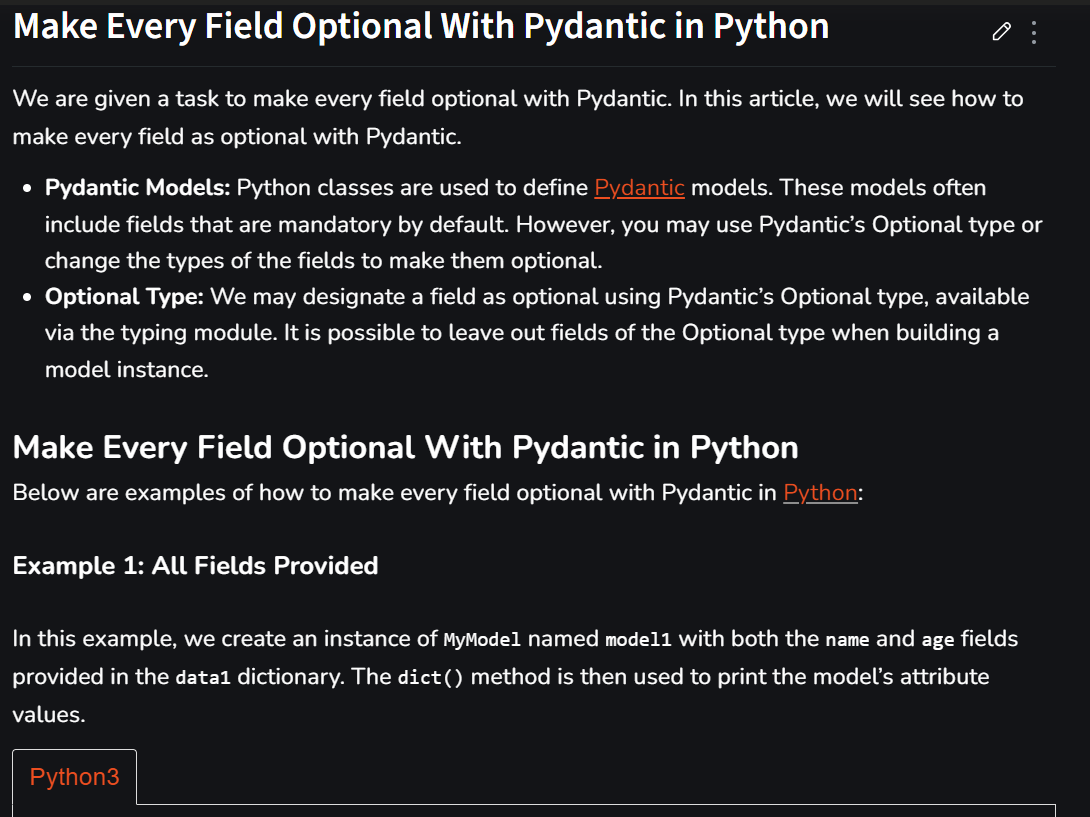 Make Every Field Optional With Pydantic in Python
We are given a task to make every field optional with Pydantic. In this article, we will see how to
make every field as optional with Pydantic.
• Pydantic Models: Python classes are used to define Pydantic models. These models often
include fields that are mandatory by default. However, you may use Pydantic’s Optional type or
change the types of the fields to make them optional.
• Optional Type: We may designate a field as optional using Pydantic’s Optional type, available
via the typing module. It is possible to leave out fields of the Optional type when building a
model instance.
Make Every Field Optional With Pydantic in Python
Below are examples of how to make every field optional with Pydantic in Python:
Example 1: All Fields Provided
In this example, we create an instance of MyModel named model1 with both the name and age fields
provided in the data1 dictionary. The dict() method is then used to print the model’s attribute
values.
Python3